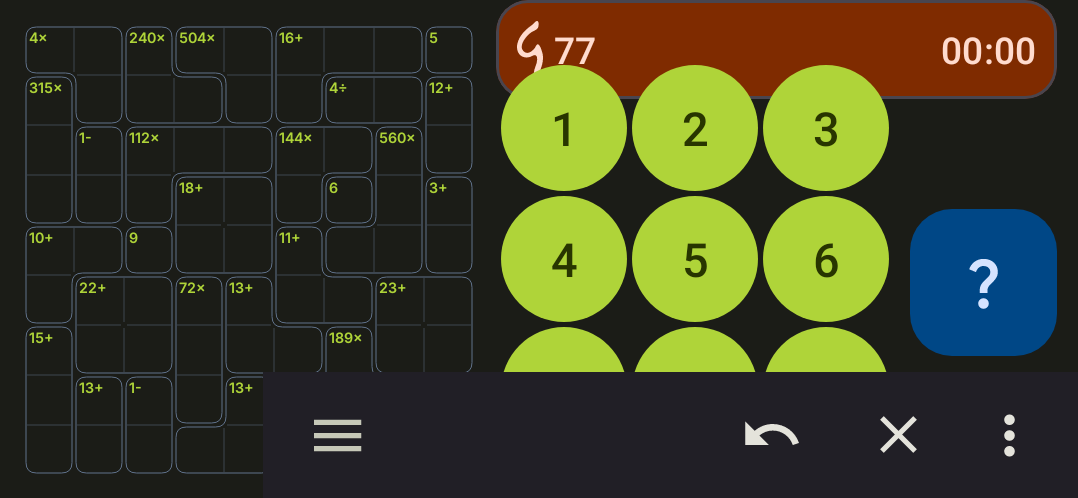 4× 240× 504× 16+ 5
315× 4÷ 12+
1- 112× 144× 560×
18+ 6 3+
10+ 9 11+
22+ 72× 13+ 23+
15+ 189×
13+ 1- 13+
77 00:00
1 2 3
4 5 6
?